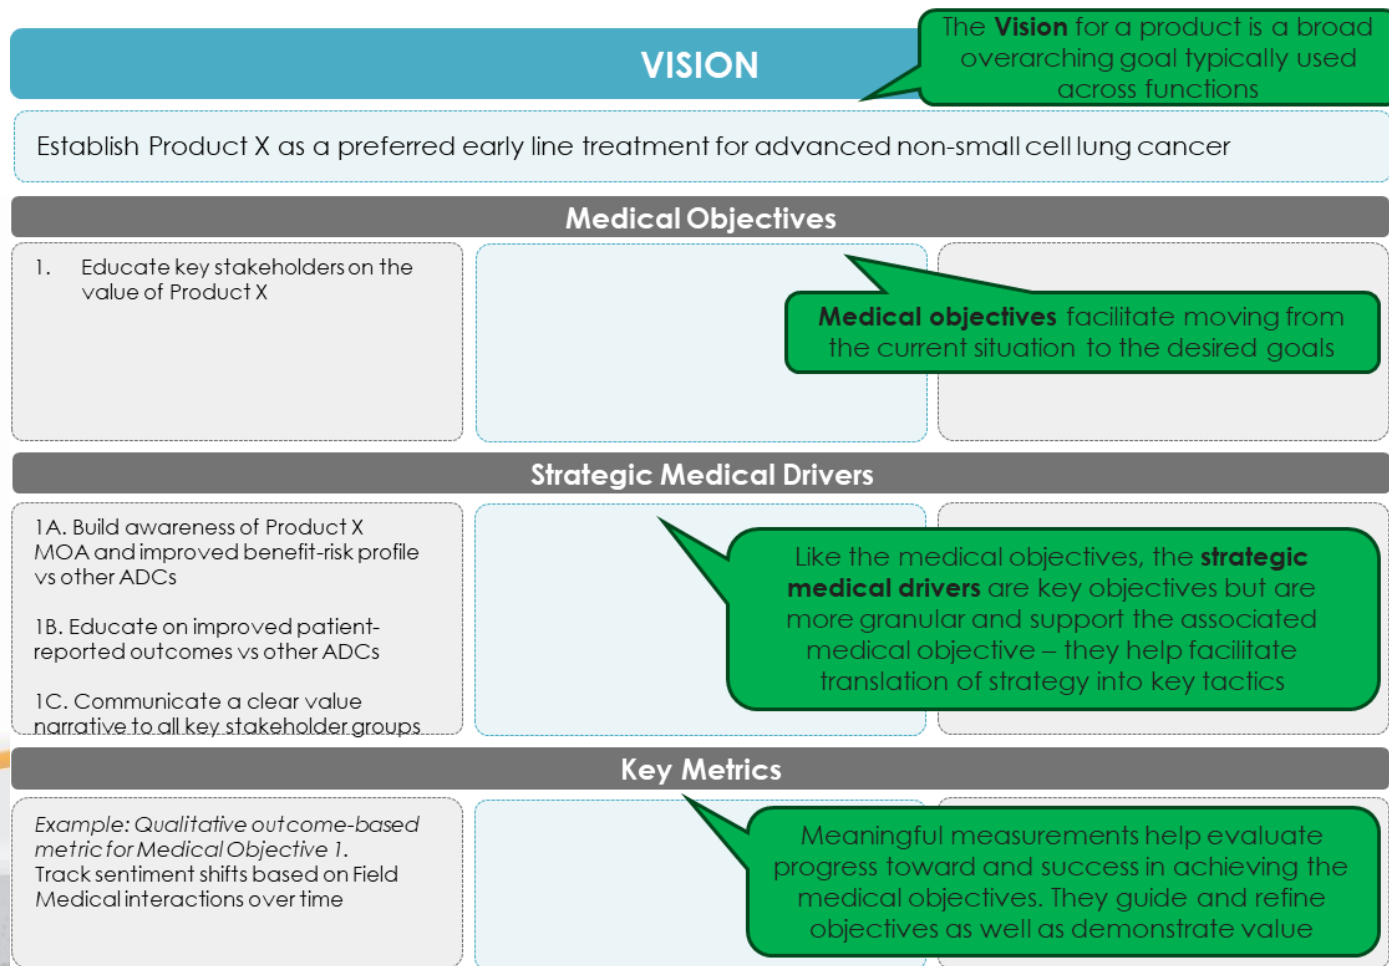 VISION
The Vision for a product is a broad
overarching goal typically used
across functions
Establish Product X as a preferred early line treatment for advanced non-small cell lung cancer
Medical Objectives
1. Educate key stakeholders on the
value of Product X
Medical objectives facilitate moving from
the current situation to the desired goals
Strategic Medical Drivers
1A. Build awareness of Product X
MOA and improved benefit-risk profile
vs other ADCs
1B. Educate on improved patient-
reported outcomes vs other ADCs
1C. Communicate a clear value
narrative to all key stakeholder groups
Like the medical objectives, the strategic
medical drivers are key objectives but are
more granular and support the associated
medical objective – they help facilitate
translation of strategy into key tactics
Key Metrics
Example: Qualitative outcome-based
metric for Medical Objective 1.
Track sentiment shifts based on Field
Medical interactions over time
Meaningful measurements help evaluate
progress toward and success in achieving the
medical objectives. They guide and refine
objectives as well as demonstrate value